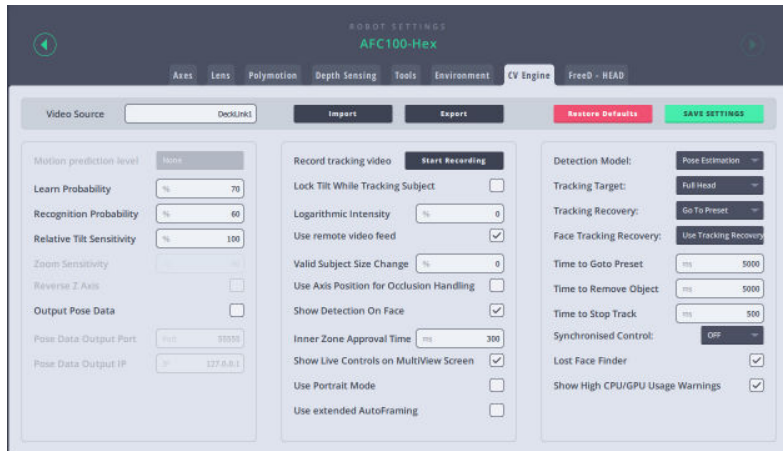 ROBOT SETTINGS
AFC100-Hex
Axes Lens Polymotion Depth Sensing Tools Environment CV Engine FreeD - HEAD
Video Source DeckLink1 Import Export Restore Defaults SAVE SETTINGS
Motion prediction level None
Learn Probability % 70
Recognition Probability % 60
Relative Tilt Sensitivity % 100
Zoom Sensitivity
Reverse Z Axis
Output Pose Data
Pose Data Output Port Port 55550
Pose Data Output IP IP 127.0.0.1
Record tracking video Start Recording
Lock Tilt While Tracking Subject
Logarithmic Intensity % 0
Use remote video feed
Valid Subject Size Change % 0
Use Axis Position for Occlusion Handling
Show Detection On Face
Inner Zone Approval Time ms 300
Show Live Controls on MultiView Screen
Use Portrait Mode
Use extended AutoFraming
Detection Model: Pose Estimation
Tracking Target: Full Head
Tracking Recovery: Go To Preset
Face Tracking Recovery: Use Tracking Recovery
Time to Goto Preset ms 5000
Time to Remove Object ms 5000
Time to Stop Track ms 500
Synchronised Control: OFF
Lost Face Finder
Show High CPU/GPU Usage Warnings